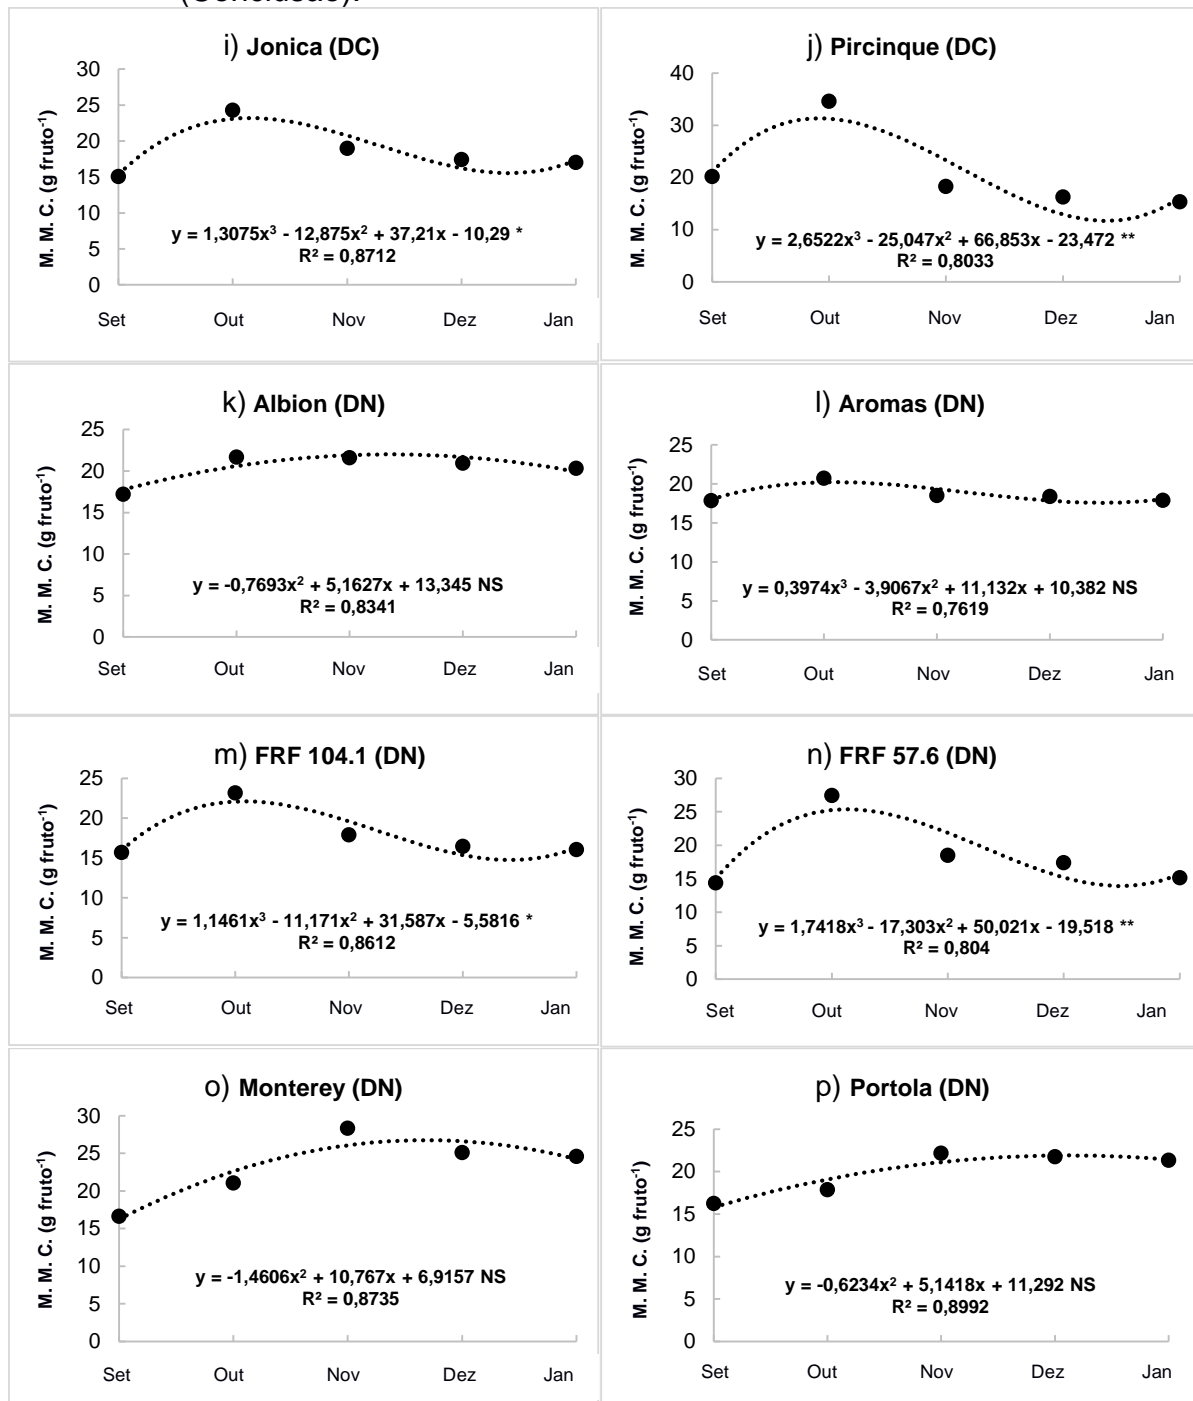 (Conclusão).
i) Jonica (DC)
30
25
20
15
10
5
0
M. M. C. (g fruto⁻¹)
y = 1,3075x³ - 12,875x² + 37,21x - 10,29 *
R² = 0,8712
Set Out Nov Dez Jan
j) Pircinque (DC)
40
30
20
10
0
M. M. C. (g fruto⁻¹)
y = 2,6522x³ - 25,047x² + 66,853x - 23,472 **
R² = 0,8033
Set Out Nov Dez Jan
k) Albion (DN)
25
20
15
10
5
0
M. M. C. (g fruto⁻¹)
y = -0,7693x² + 5,1627x + 13,345 NS
R² = 0,8341
Set Out Nov Dez Jan
l) Aromas (DN)
25
20
15
10
5
0
M. M. C. (g fruto⁻¹)
y = 0,3974x³ - 3,9067x² + 11,132x + 10,382 NS
R² = 0,7619
Set Out Nov Dez Jan
m) FRF 104.1 (DN)
25
20
15
10
5
0
M. M. C. (g fruto⁻¹)
y = 1,1461x³ - 11,171x² + 31,587x - 5,5816 *
R² = 0,8612
Set Out Nov Dez Jan
n) FRF 57.6 (DN)
30
25
20
15
10
5
0
M. M. C. (g fruto⁻¹)
y = 1,7418x³ - 17,303x² + 50,021x - 19,518 **
R² = 0,804
Set Out Nov Dez Jan
o) Monterey (DN)
30
25
20
15
10
5
0
M. M. C. (g fruto⁻¹)
y = -1,4606x² + 10,767x + 6,9157 NS
R² = 0,8735
Set Out Nov Dez Jan
p) Portola (DN)
25
20
15
10
5
0
M. M. C. (g fruto⁻¹)
y = -0,6234x² + 5,1418x + 11,292 NS
R² = 0,8992
Set Out Nov Dez Jan